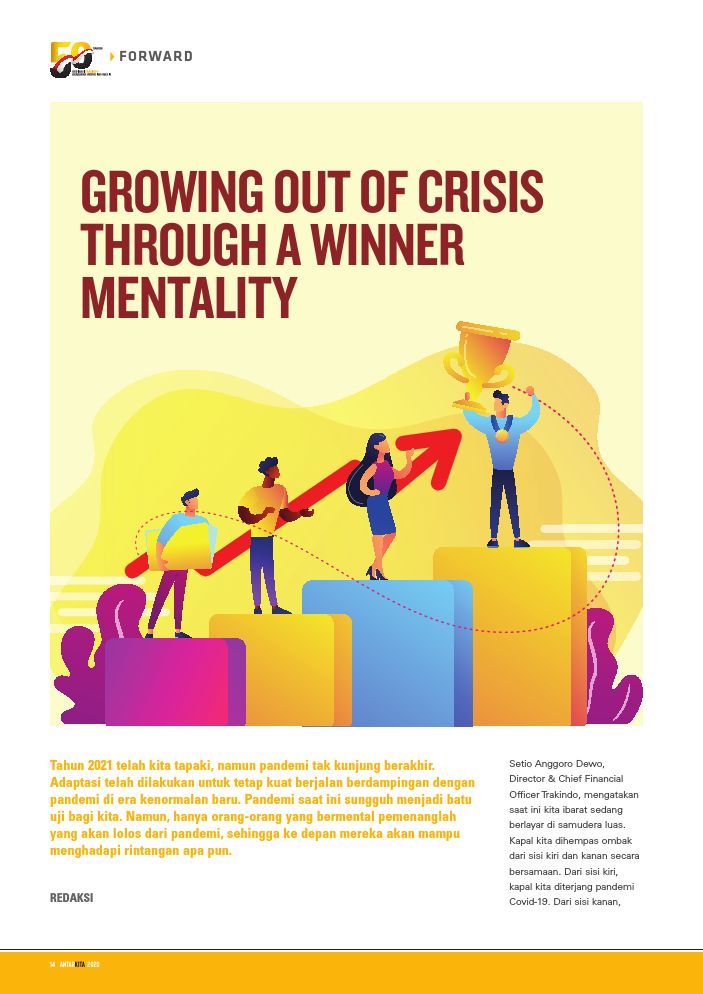 50
FORWARD
GROWING OUT OF CRISIS
THROUGH A WINNER
MENTALITY
Tahun 2021 telah kita tapaki, namun pandemi tak kunjung berakhir.
Adaptasi telah dilakukan untuk tetap kuat berjalan berdampingan dengan
pandemi di era kenormalan baru. Pandemi saat ini sungguh menjadi batu
uji bagi kita. Namun, hanya orang-orang yang bermental pemenanglah
yang akan lolos dari pandemi, sehingga ke depan mereka akan mampu
menghadapi rintangan apa pun.
REDAKSI
Setio Anggoro Dewo,
Director & Chief Financial
Officer Trakindo, mengatakan
saat ini kita ibarat sedang
berlayar di samudera luas.
Kapal kita dihempas ombak
dari sisi kiri dan kanan secara
bersamaan. Dari sisi kiri,
kapal kita diterjang pandemi
Covid-19. Dari sisi kanan,
14 ANTARKITA 2020